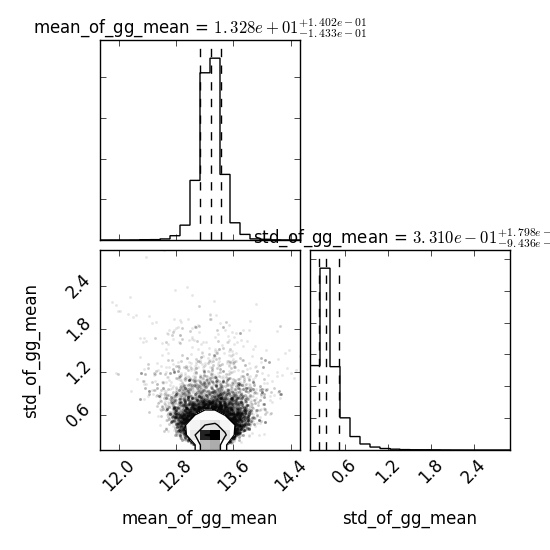 mean_of_gg_mean = 1.328e + 01^{+1.402e−01}_{−1.433e−01}
std_of_gg_mean = 3.310e − 01^{+1.798e−}_{−9.436e−}
std_of_gg_mean
2.4
1.8
1.2
0.6
12.0 12.8 13.6 14.4
0.6 1.2 1.8 2.4
mean_of_gg_mean std_of_gg_mean